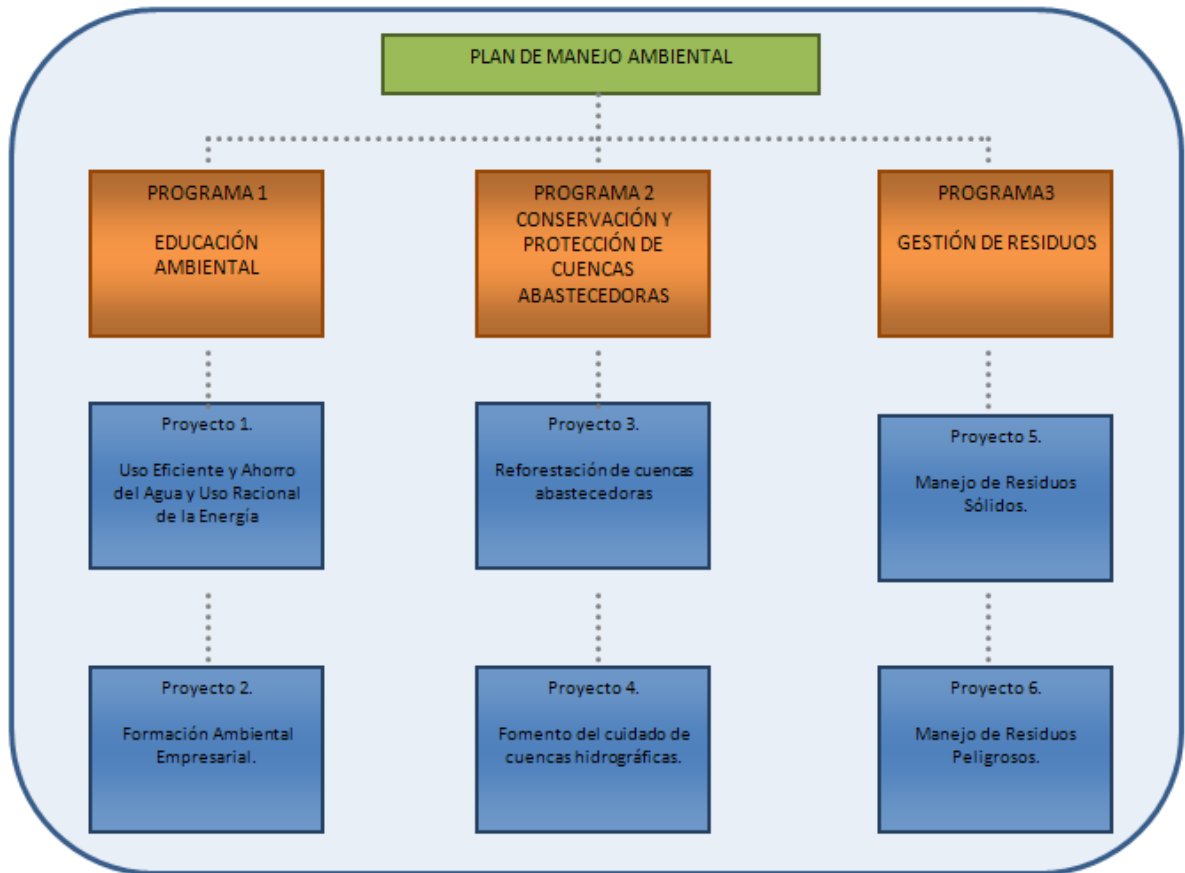 PLAN DE MANEJO AMBIENTAL
PROGRAMA 1
EDUCACIÓN
AMBIENTAL
PROGRAMA 2
CONSERVACIÓN Y
PROTECCIÓN DE
CUENCAS
ABASTECEDORAS
PROGRAMA3
GESTIÓN DE RESIDUOS
Proyecto 1.
Uso Eficiente y Ahorro
del Agua y Uso Racional
de la Energía
Proyecto 3.
Reforestación de cuencas
abastecedoras
Proyecto 5.
Manejo de Residuos
Sólidos.
Proyecto 2.
Formación Ambiental
Empresarial.
Proyecto 4.
Fomento del cuidado de
cuencas hidrográficas.
Proyecto 6.
Manejo de Residuos
Peligrosos.